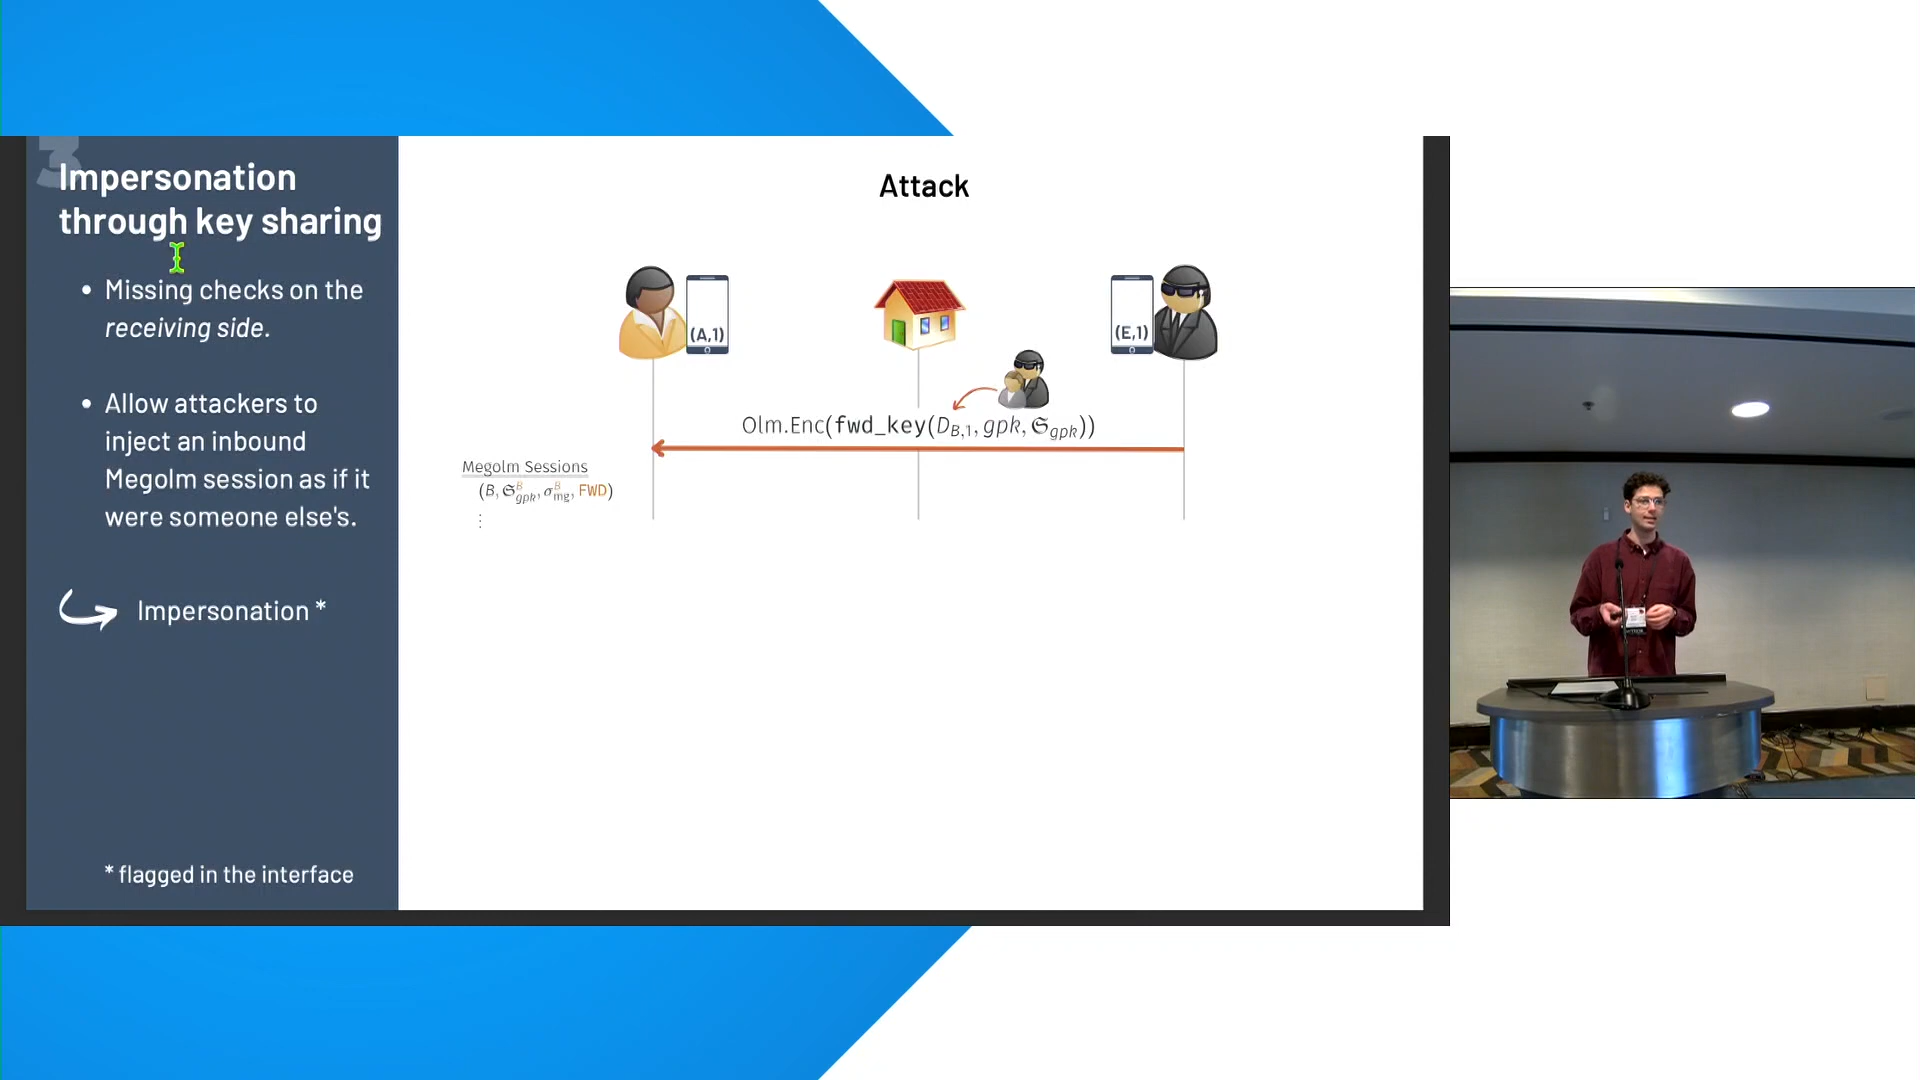 3
Impersonation
through key sharing
• Missing checks on the
receiving side.
• Allow attackers to
inject an inbound
Megolm session as if it
were someone else's.
Impersonation *
* flagged in the interface
Attack
(A,1)
(E,1)
Olm.Enc(fwd_key(D_{B,1}, gpk, 𝔖_{gpk}))
Megolm Sessions
(B, 𝔖^B_{gpk}, σ^B_{mg}, FWD)
⋮